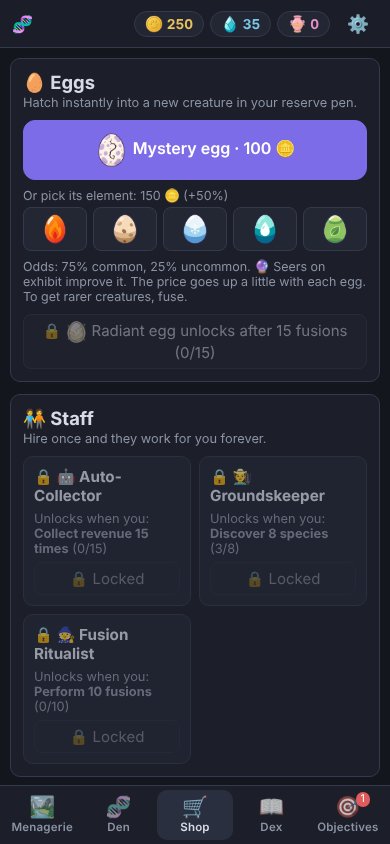 250
35
0
Eggs
Hatch instantly into a new creature in your reserve pen.
Mystery egg · 100
Or pick its element: 150 (+50%)
Odds: 75% common, 25% uncommon. Seers on
exhibit improve it. The price goes up a little with each egg.
To get rarer creatures, fuse.
Radiant egg unlocks after 15 fusions
(0/15)
Staff
Hire once and they work for you forever.
Auto-
Collector
Unlocks when you:
Collect revenue 15
times (0/15)
Locked
Groundskeeper
Unlocks when you:
Discover 8 species
(3/8)
Locked
Fusion
Ritualist
Unlocks when you:
Perform 10 fusions
(0/10)
Locked
Menagerie
Den
Shop
Dex
1
Objectives